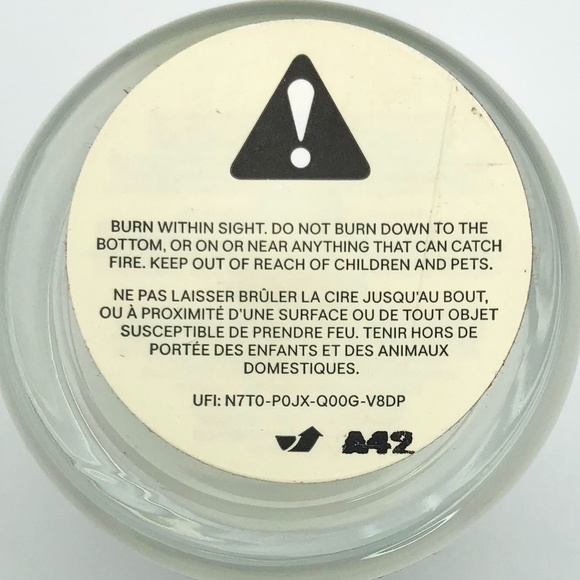 BURN WITHIN SIGHT. DO NOT BURN DOWN TO THE
BOTTOM, OR ON OR NEAR ANYTHING THAT CAN CATCH
FIRE. KEEP OUT OF REACH OF CHILDREN AND PETS.
NE PAS LAISSER BRÛLER LA CIRE JUSQU'AU BOUT,
OU À PROXIMITÉ D'UNE SURFACE OU DE TOUT OBJET
SUSCEPTIBLE DE PRENDRE FEU. TENIR HORS DE
PORTÉE DES ENFANTS ET DES ANIMAUX
DOMESTIQUES.
UFI: N7T0-P0JX-Q00G-V8DP
A42